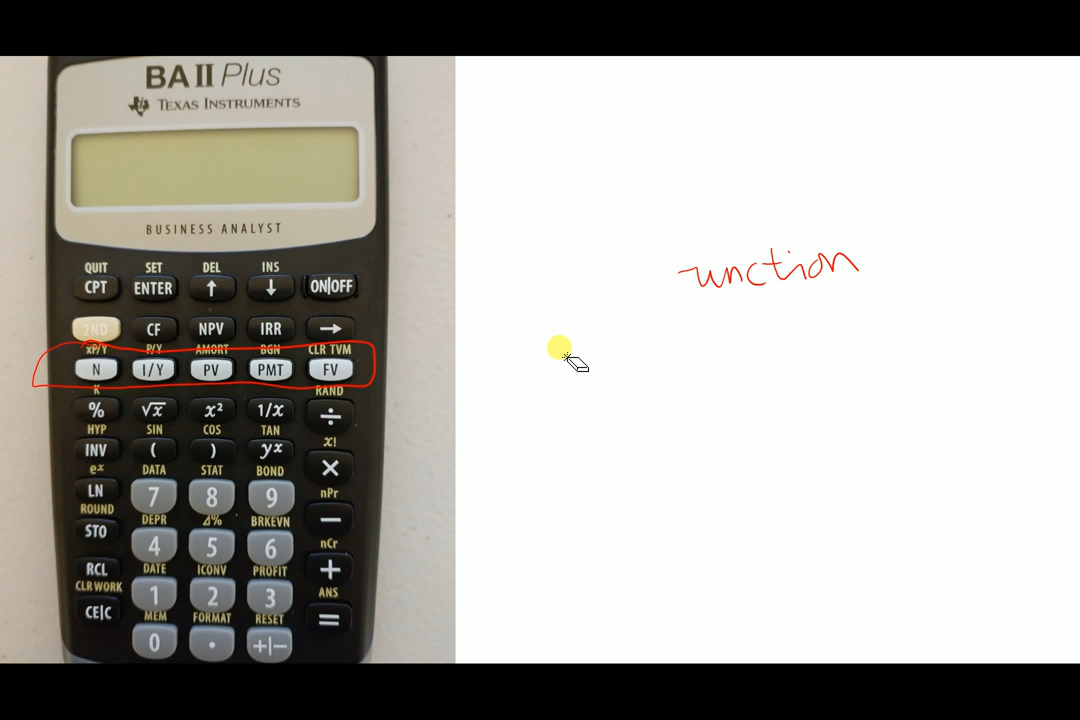 BA II Plus
TEXAS INSTRUMENTS
BUSINESS ANALYST
QUIT SET DEL INS
CPT ENTER ↑ ↓ ON|OFF
2ND CF NPV IRR →
xP/Y P/Y AMORT BGN CLR TVM
N I/Y PV PMT FV
K RAND
% √x x² 1/x ÷
HYP SIN COS TAN x!
INV ( ) yˣ ×
eˣ DATA STAT BOND nPr
LN 7 8 9 −
ROUND DEPR Δ% BRKEVN nCr
STO 4 5 6 +
DATE ICONV PROFIT ANS
RCL 1 2 3 =
CLR WORK MEM FORMAT RESET
CE|C 0 . +|−
unction